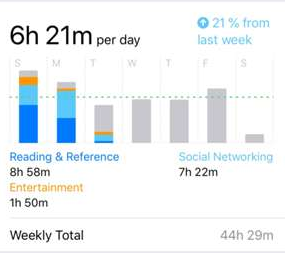 6h 21m per day
21 % from
last week
S M T W T F S
Reading & Reference
8h 58m
Social Networking
7h 22m
Entertainment
1h 50m
Weekly Total 44h 29m